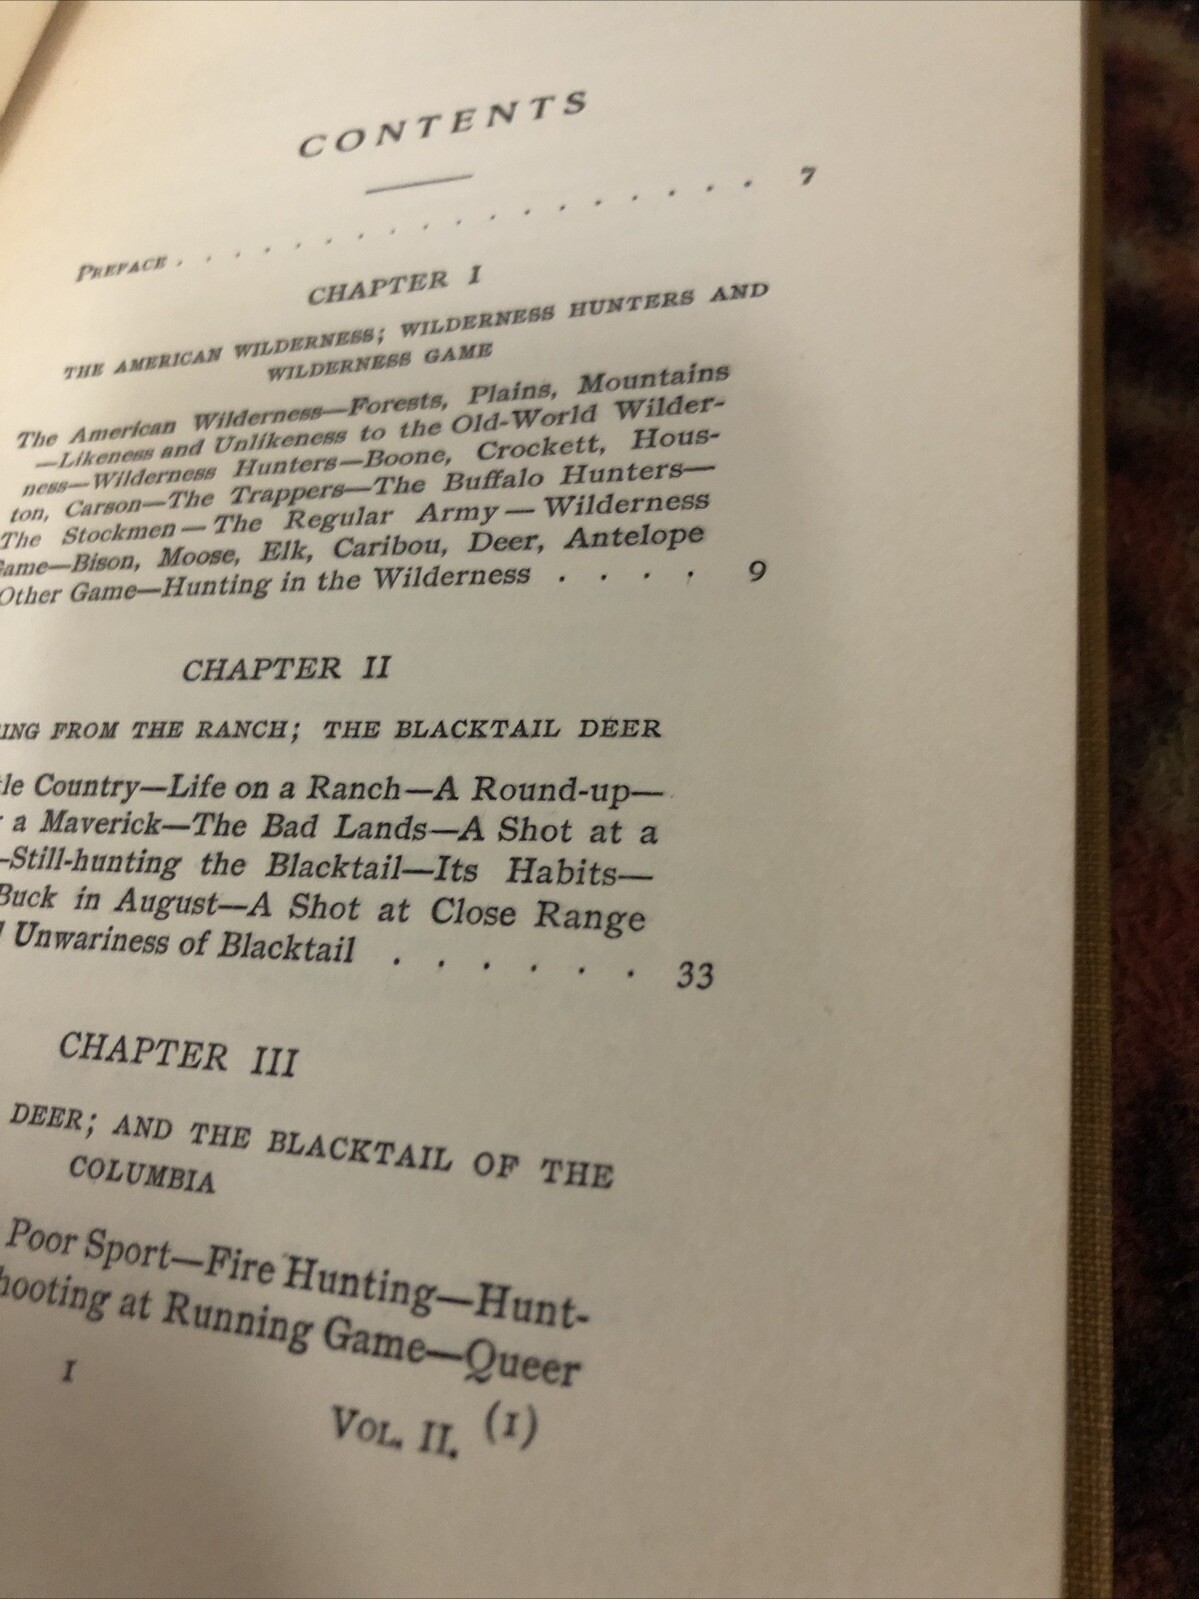 CONTENTS
PREFACE . . . . . . . . . . . . . . . . . 7
CHAPTER I
THE AMERICAN WILDERNESS; WILDERNESS HUNTERS AND
WILDERNESS GAME
The American Wilderness—Forests, Plains, Mountains
—Likeness and Unlikeness to the Old-World Wilder-
ness—Wilderness Hunters—Boone, Crockett, Hous-
ton, Carson—The Trappers—The Buffalo Hunters—
The Stockmen—The Regular Army—Wilderness
Game—Bison, Moose, Elk, Caribou, Deer, Antelope
Other Game—Hunting in the Wilderness . . . . 9
CHAPTER II
ING FROM THE RANCH; THE BLACKTAIL DEER
le Country—Life on a Ranch—A Round-up—
a Maverick—The Bad Lands—A Shot at a
—Still-hunting the Blacktail—Its Habits—
Buck in August—A Shot at Close Range
Unwariness of Blacktail . . . . . . 33
CHAPTER III
DEER; AND THE BLACKTAIL OF THE
COLUMBIA
Poor Sport—Fire Hunting—Hunt-
hooting at Running Game—Queer
I
VOL. II. (1)